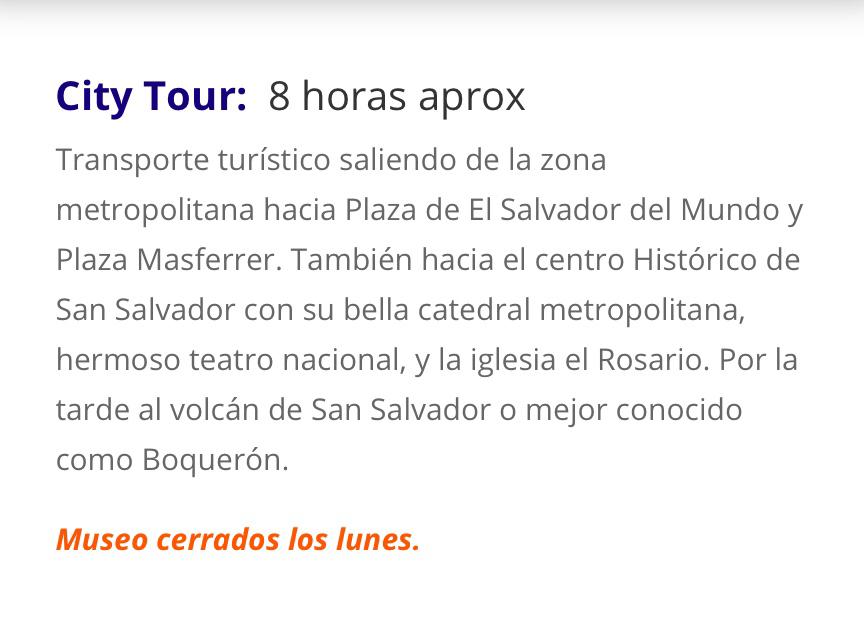 City Tour: 8 horas aprox
Transporte turístico saliendo de la zona
metropolitana hacia Plaza de El Salvador del Mundo y
Plaza Masferrer. También hacia el centro Histórico de
San Salvador con su bella catedral metropolitana,
hermoso teatro nacional, y la iglesia el Rosario. Por la
tarde al volcán de San Salvador o mejor conocido
como Boquerón.
Museo cerrados los lunes.